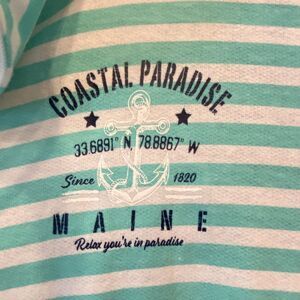 COASTAL PARADISE
33.6891° N, 78.8867° W
Since 1820
MAINE
Relax you're in paradise